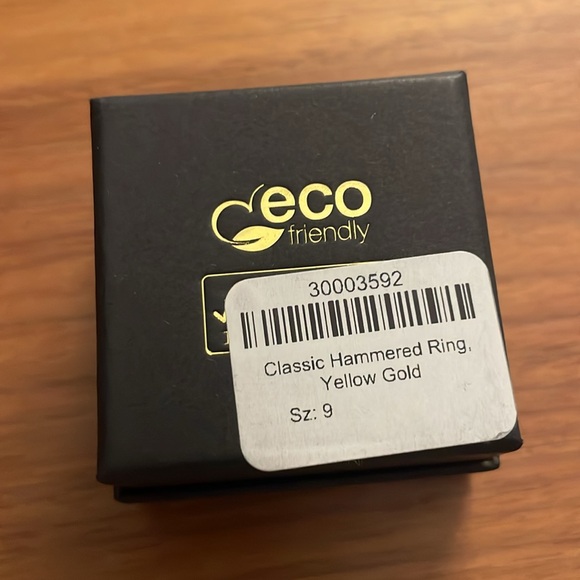 eco
friendly
30003592
Classic Hammered Ring,
Yellow Gold
Sz: 9